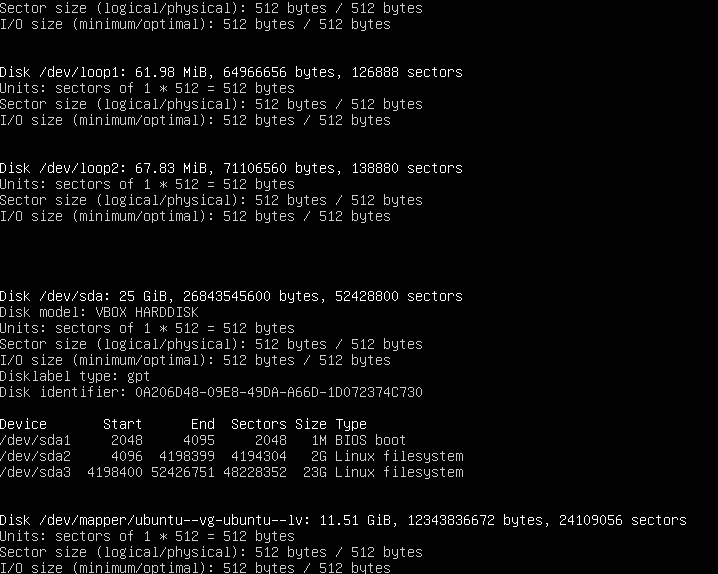 Sector size (logical/physical): 512 bytes / 512 bytes
I/O size (minimum/optimal): 512 bytes / 512 bytes
Disk /dev/loop1: 61.98 MiB, 64966656 bytes, 126888 sectors
Units: sectors of 1 * 512 = 512 bytes
Sector size (logical/physical): 512 bytes / 512 bytes
I/O size (minimum/optimal): 512 bytes / 512 bytes
Disk /dev/loop2: 67.83 MiB, 71106560 bytes, 138880 sectors
Units: sectors of 1 * 512 = 512 bytes
Sector size (logical/physical): 512 bytes / 512 bytes
I/O size (minimum/optimal): 512 bytes / 512 bytes
Disk /dev/sda: 25 GiB, 26843545600 bytes, 52428800 sectors
Disk model: VBOX HARDDISK
Units: sectors of 1 * 512 = 512 bytes
Sector size (logical/physical): 512 bytes / 512 bytes
I/O size (minimum/optimal): 512 bytes / 512 bytes
Disklabel type: gpt
Disk identifier: 0A206D48-09E8-49DA-A66D-1D072374C730
Device Start End Sectors Size Type
/dev/sda1 2048 4095 2048 1M BIOS boot
/dev/sda2 4096 4198399 4194304 2G Linux filesystem
/dev/sda3 4198400 52426751 48228352 23G Linux filesystem
Disk /dev/mapper/ubuntu--vg-ubuntu--lv: 11.51 GiB, 12343836672 bytes, 24109056 sectors
Units: sectors of 1 * 512 = 512 bytes
Sector size (logical/physical): 512 bytes / 512 bytes
I/O size (minimum/optimal): 512 bytes / 512 bytes